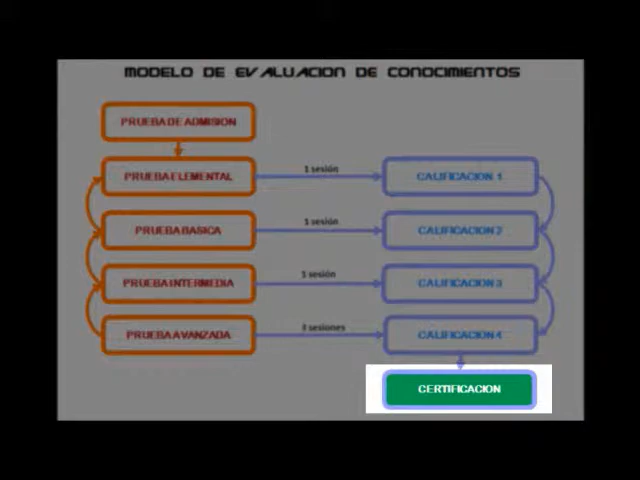 MODELO DE EVALUACION DE CONOCIMIENTOS
PRUEBA DE ADMISION
PRUEBA ELEMENTAL
1 sesión
CALIFICACION 1
PRUEBA BASICA
1 sesión
CALIFICACION 2
PRUEBA INTERMEDIA
1 sesión
CALIFICACION 3
PRUEBA AVANZADA
3 sesiones
CALIFICACION 4
CERTIFICACION